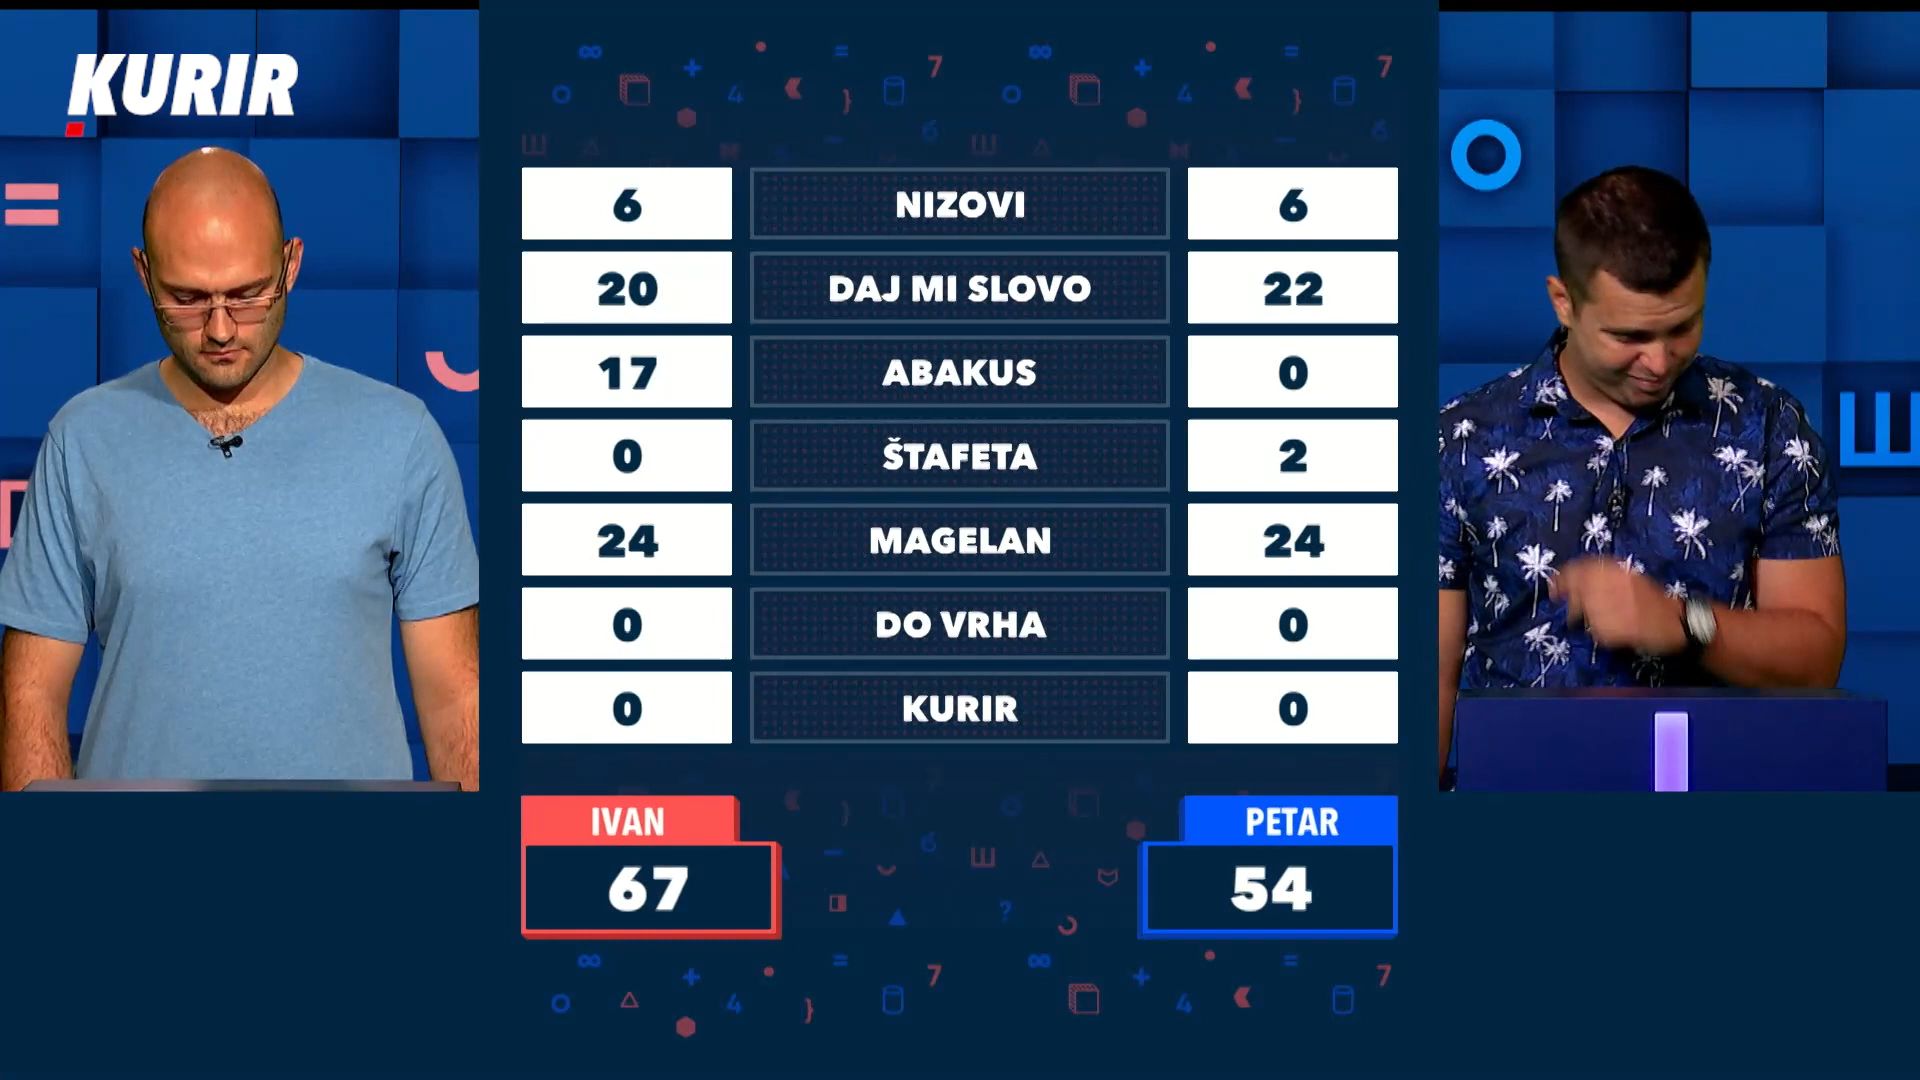 KURIR
6 NIZOVI 6
20 DAJ MI SLOVO 22
17 ABAKUS 0
0 ŠTAFETA 2
24 MAGELAN 24
0 DO VRHA 0
0 KURIR 0
IVAN PETAR
67 54